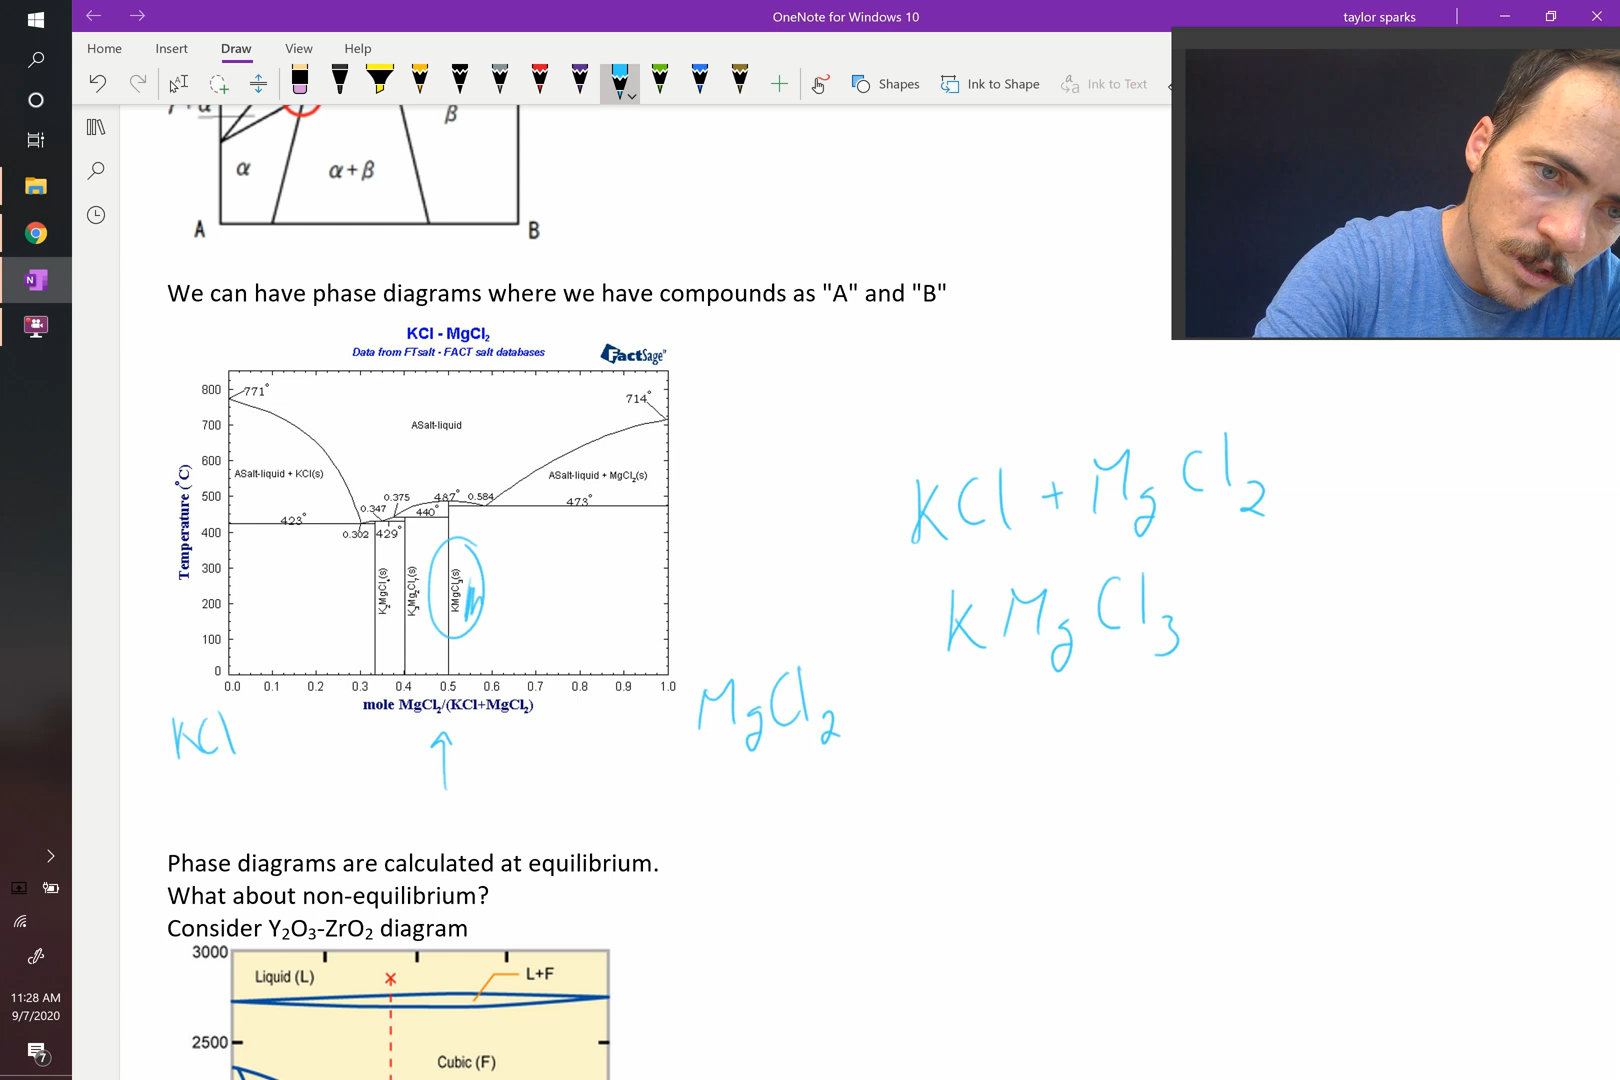 OneNote for Windows 10
taylor sparks
Home Insert Draw View Help
Shapes Ink to Shape Ink to Text
α β
α α + β
A B
We can have phase diagrams where we have compounds as "A" and "B"
KCl - MgCl₂
Data from FTsalt - FACT salt databases
FactSage
Temperature (°C)
800
700
600
500
400
300
200
100
0
771°
714°
ASalt-liquid
ASalt-liquid + KCl(s)
ASalt-liquid + MgCl₂(s)
0.375 487° 0.584
473°
0.347
440°
423°
0.302 429°
K₂MgCl₄(s)
K₃Mg₂Cl₇(s)
KMgCl₃(s)
0.0 0.1 0.2 0.3 0.4 0.5 0.6 0.7 0.8 0.9 1.0
mole MgCl₂/(KCl+MgCl₂)
KCl
MgCl₂
KCl + MgCl₂
KMgCl₃
Phase diagrams are calculated at equilibrium.
What about non-equilibrium?
Consider Y₂O₃-ZrO₂ diagram
3000
Liquid (L)
L+F
2500
Cubic (F)
11:28 AM
9/7/2020
7